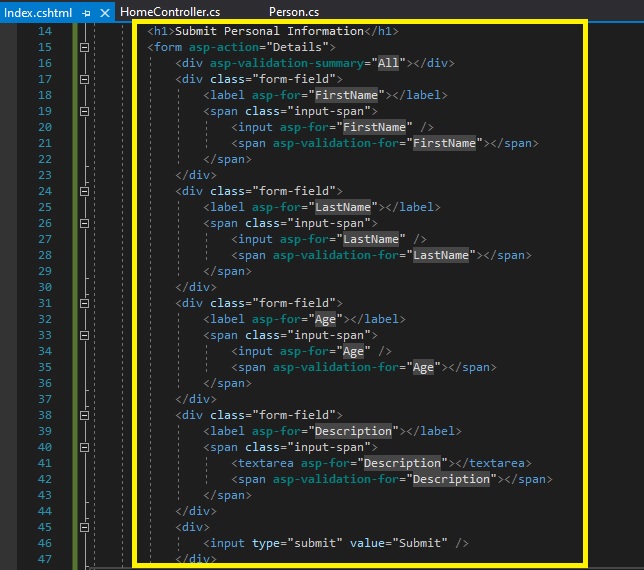 Index.cshtml HomeController.cs Person.cs
14 <h1>Submit Personal Information</h1>
15 <form asp-action="Details">
16 <div asp-validation-summary="All"></div>
17 <div class="form-field">
18 <label asp-for="FirstName"></label>
19 <span class="input-span">
20 <input asp-for="FirstName" />
21 <span asp-validation-for="FirstName"></span>
22 </span>
23 </div>
24 <div class="form-field">
25 <label asp-for="LastName"></label>
26 <span class="input-span">
27 <input asp-for="LastName" />
28 <span asp-validation-for="LastName"></span>
29 </span>
30 </div>
31 <div class="form-field">
32 <label asp-for="Age"></label>
33 <span class="input-span">
34 <input asp-for="Age" />
35 <span asp-validation-for="Age"></span>
36 </span>
37 </div>
38 <div class="form-field">
39 <label asp-for="Description"></label>
40 <span class="input-span">
41 <textarea asp-for="Description"></textarea>
42 <span asp-validation-for="Description"></span>
43 </span>
44 </div>
45 <div>
46 <input type="submit" value="Submit" />
47 </div>